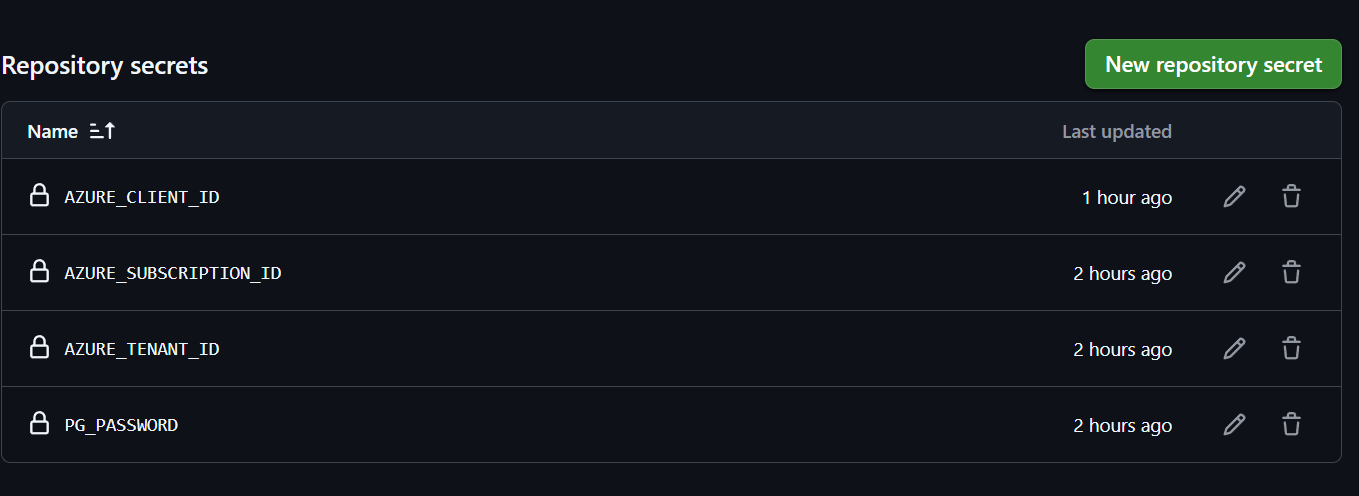 Repository secrets
New repository secret
Name
Last updated
AZURE_CLIENT_ID
1 hour ago
AZURE_SUBSCRIPTION_ID
2 hours ago
AZURE_TENANT_ID
2 hours ago
PG_PASSWORD
2 hours ago